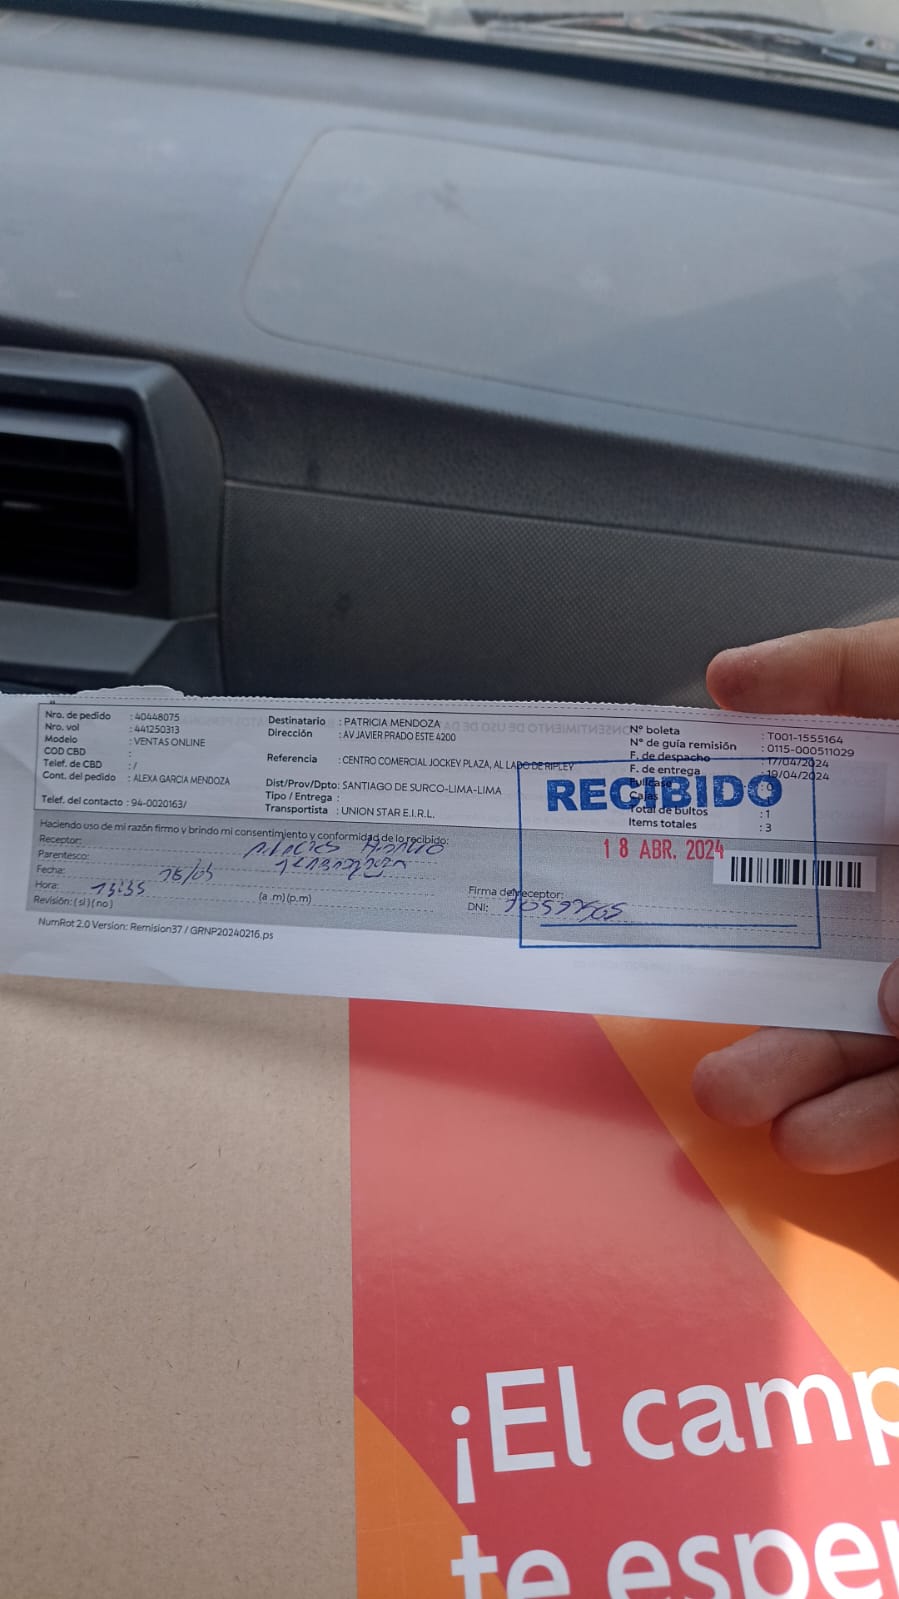 Nro. de pedido : 40448075
Nro. vol : 441250313
Modelo : VENTAS ONLINE
COD CBD :
Telef. de CBD : /
Cont. del pedido : ALEXA GARCIA MENDOZA
Telef. del contacto : 94-0020163/
Destinatario : PATRICIA MENDOZA
Dirección : AV JAVIER PRADO ESTE 4200
Referencia : CENTRO COMERCIAL JOCKEY PLAZA, AL LADO DE RIPLEY
Dist/Prov/Dpto: SANTIAGO DE SURCO-LIMA-LIMA
Tipo / Entrega :
Transportista : UNION STAR E.I.R.L.
N° boleta : T001-1555164
N° de guía remisión : 0115-000511029
F. de despacho : 17/04/2024
F. de entrega : 19/04/2024
Fullcase
Cajas
Total de bultos : 1
Items totales : 3
RECIBIDO
18 ABR. 2024
Haciendo uso de mi razón firmo y brindo mi consentimiento y conformidad de lo recibido:
Receptor:
Parentesco:
Fecha:
Hora: 13:35 (a .m) (p.m)
Revisión: ( si ) ( no )
Firma del receptor:
DNI:
NumRot 2.0 Version: Remision37 / GRNP20240216.ps
¡El camp
te esper